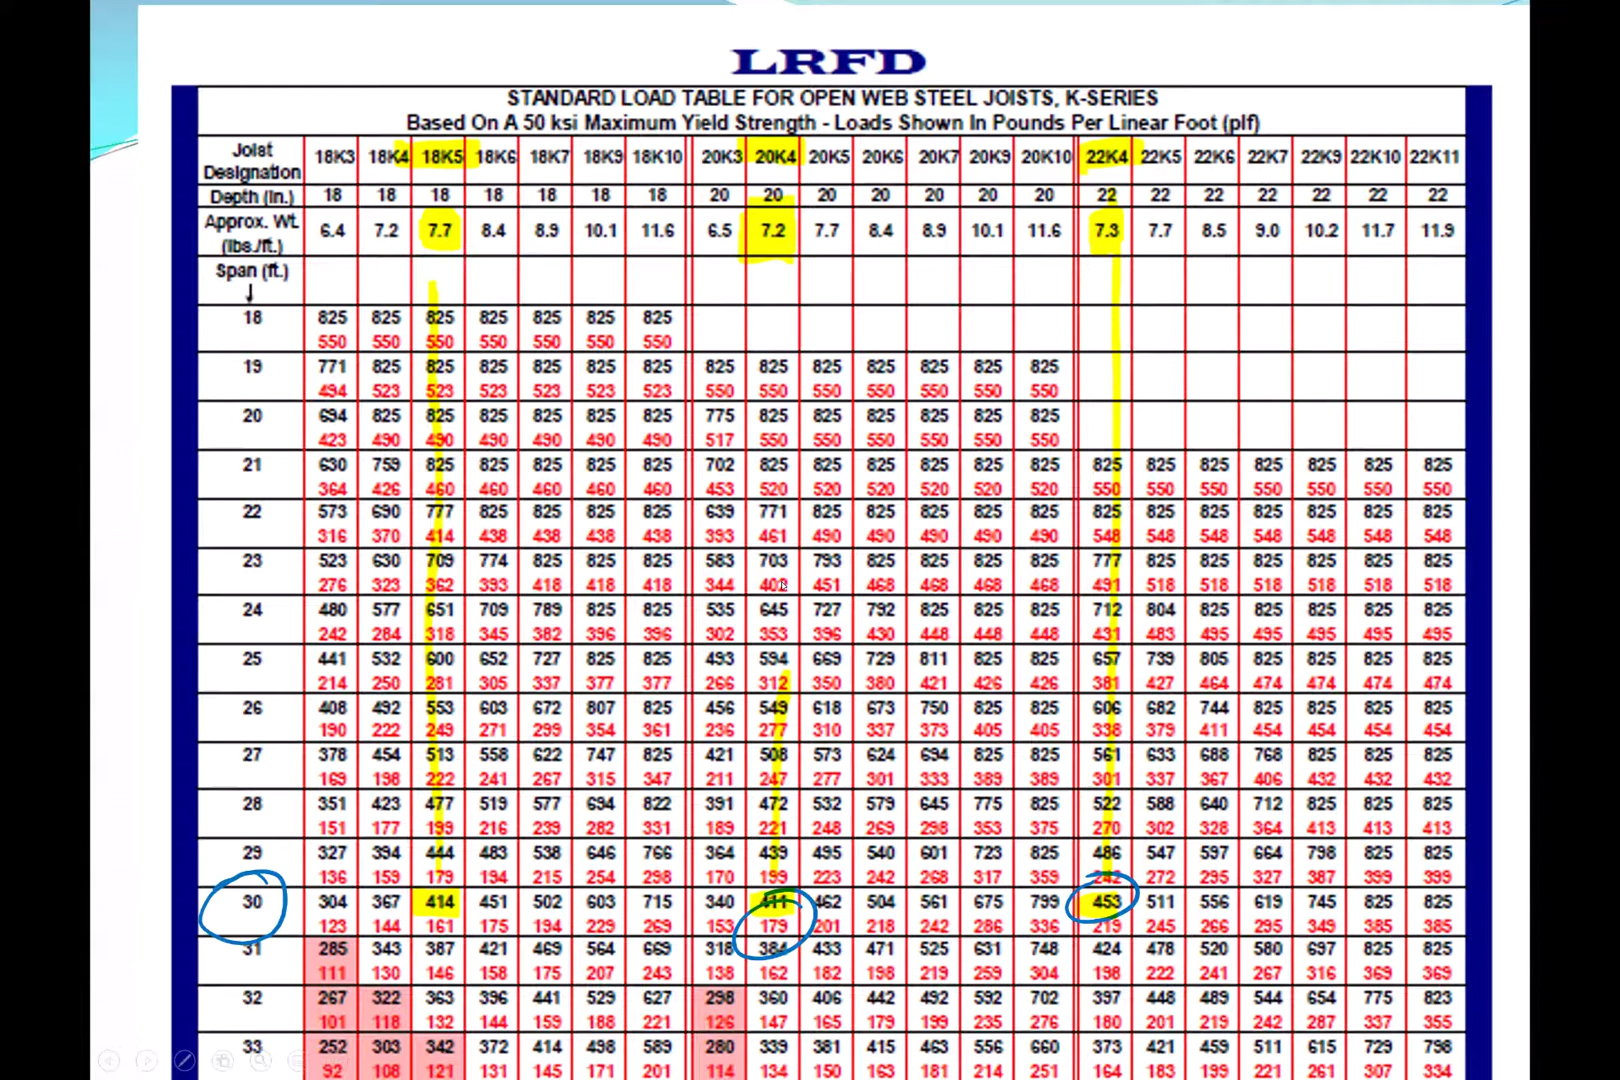 LRFD
STANDARD LOAD TABLE FOR OPEN WEB STEEL JOISTS, K-SERIES
Based On A 50 ksi Maximum Yield Strength - Loads Shown In Pounds Per Linear Foot (plf)
Joist Designation 18K3 18K4 18K5 18K6 18K7 18K9 18K10 20K3 20K4 20K5 20K6 20K7 20K9 20K10 22K4 22K5 22K6 22K7 22K9 22K10 22K11
Depth (In.) 18 18 18 18 18 18 18 20 20 20 20 20 20 20 22 22 22 22 22 22 22
Approx. Wt. (lbs./ft.) 6.4 7.2 7.7 8.4 8.9 10.1 11.6 6.5 7.2 7.7 8.4 8.9 10.1 11.6 7.3 7.7 8.5 9.0 10.2 11.7 11.9
Span (ft.)
18 825 825 825 825 825 825 825
550 550 550 550 550 550 550
19 771 825 825 825 825 825 825 825 825 825 825 825 825 825
494 523 523 523 523 523 523 550 550 550 550 550 550 550
20 694 825 825 825 825 825 825 775 825 825 825 825 825 825
423 490 490 490 490 490 490 517 550 550 550 550 550 550
21 630 759 825 825 825 825 825 702 825 825 825 825 825 825 825 825 825 825 825 825 825
364 426 460 460 460 460 460 453 520 520 520 520 520 520 550 550 550 550 550 550 550
22 573 690 777 825 825 825 825 639 771 825 825 825 825 825 825 825 825 825 825 825 825
316 370 414 438 438 438 438 393 461 490 490 490 490 490 548 548 548 548 548 548 548
23 523 630 709 774 825 825 825 583 703 793 825 825 825 825 777 825 825 825 825 825 825
276 323 362 393 418 418 418 344 451 468 468 468 468 491 518 518 518 518 518 518
24 480 577 651 709 789 825 825 535 645 727 792 825 825 825 712 804 825 825 825 825 825
242 284 318 345 382 396 396 302 353 396 430 448 448 448 431 483 495 495 495 495 495
25 441 532 600 652 727 825 825 493 594 669 729 811 825 825 657 739 805 825 825 825 825
214 250 281 305 337 377 377 266 312 350 380 421 426 426 381 427 464 474 474 474 474
26 408 492 553 603 672 807 825 456 549 618 673 750 825 825 606 682 744 825 825 825 825
190 222 249 271 299 354 361 236 277 310 337 373 405 405 338 379 411 454 454 454 454
27 378 454 513 558 622 747 825 421 508 573 624 694 825 825 561 633 688 768 825 825 825
169 198 222 241 267 315 347 211 247 277 301 333 389 389 301 337 367 406 432 432 432
28 351 423 477 519 577 694 822 391 472 532 579 645 775 825 522 588 640 712 825 825 825
151 177 199 216 239 282 331 189 221 248 269 298 353 375 270 302 328 364 413 413 413
29 327 394 444 483 538 646 766 364 439 495 540 601 723 825 486 547 597 664 798 825 825
136 159 179 194 215 254 298 170 199 223 242 268 317 359 242 272 295 327 387 399 399
30 304 367 414 451 502 603 715 340 411 462 504 561 675 799 453 511 556 619 745 825 825
123 144 161 175 194 229 269 153 179 201 218 242 286 336 219 245 266 295 349 385 385
31 285 343 387 421 469 564 669 318 384 433 471 525 631 748 424 478 520 580 697 825 825
111 130 146 158 175 207 243 138 162 182 198 219 259 304 198 222 241 267 316 369 369
32 267 322 363 396 441 529 627 298 360 406 442 492 592 702 397 448 489 544 654 775 823
101 118 132 144 159 188 221 126 147 165 179 199 235 276 180 201 219 242 287 337 355
33 252 303 342 372 414 498 589 280 339 381 415 463 556 660 373 421 459 511 615 729 798
92 108 121 131 145 171 201 114 134 150 163 181 214 251 164 183 199 221 261 307 334